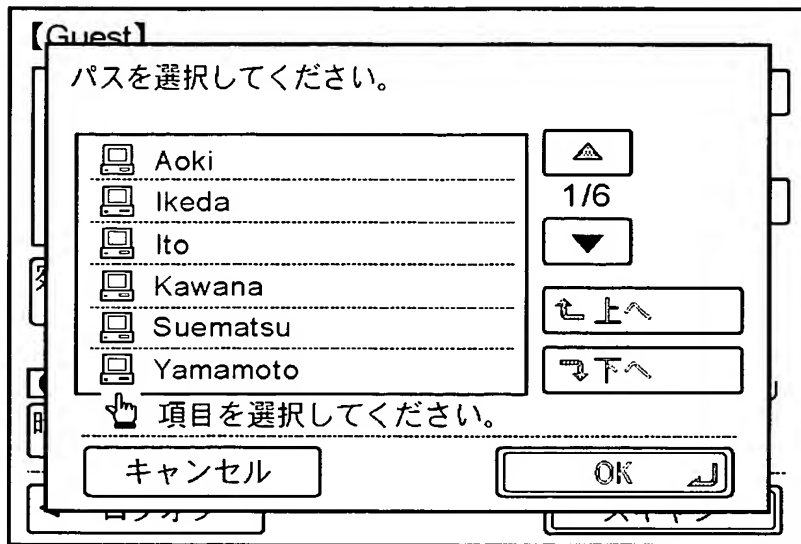 【Guest】
パスを選択してください。
Aoki
Ikeda
Ito
Kawana
Suematsu
Yamamoto
1/6
上へ
下へ
項目を選択してください。
キャンセル
OK